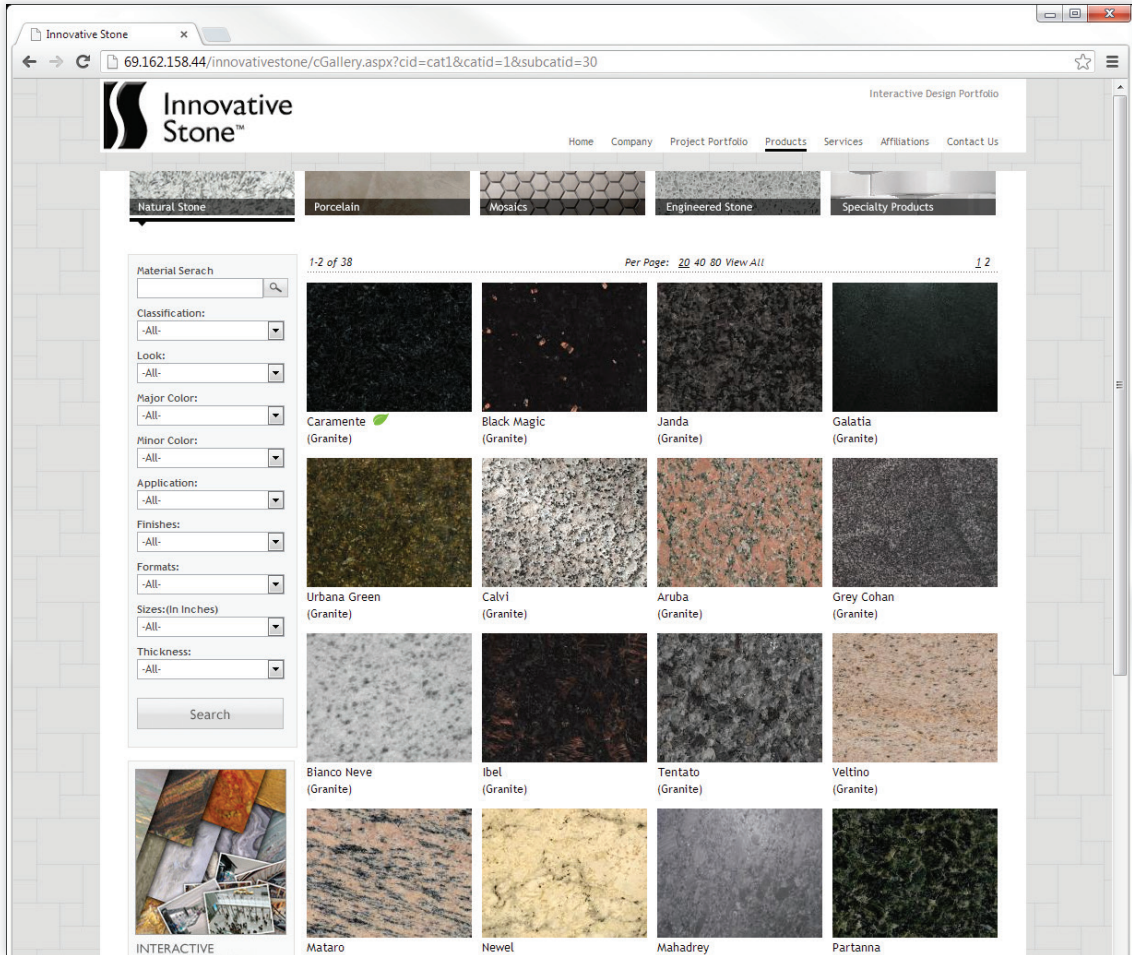 Innovative Stone
69.162.158.44/innovativestone/cGallery.aspx?cid=cat1&catid=1&subcatid=30
Interactive Design Portfolio
Innovative
Stone™
Home Company Project Portfolio Products Services Affiliations Contact Us
Natural Stone Porcelain Mosaics Engineered Stone Specialty Products
1-2 of 38 Per Page: 20 40 80 View All 1 2
Material Serach
Classification:
-All-
Look:
-All-
Major Color:
-All-
Minor Color:
-All-
Application:
-All-
Finishes:
-All-
Formats:
-All-
Sizes:(In Inches)
-All-
Thickness:
-All-
Search
INTERACTIVE
Caramente Black Magic Janda Galatia
(Granite) (Granite) (Granite) (Granite)
Urbana Green Calvi Aruba Grey Cohan
(Granite) (Granite) (Granite) (Granite)
Bianco Neve Ibel Tentato Veltino
(Granite) (Granite) (Granite) (Granite)
Mataro Newel Mahadrey Partanna